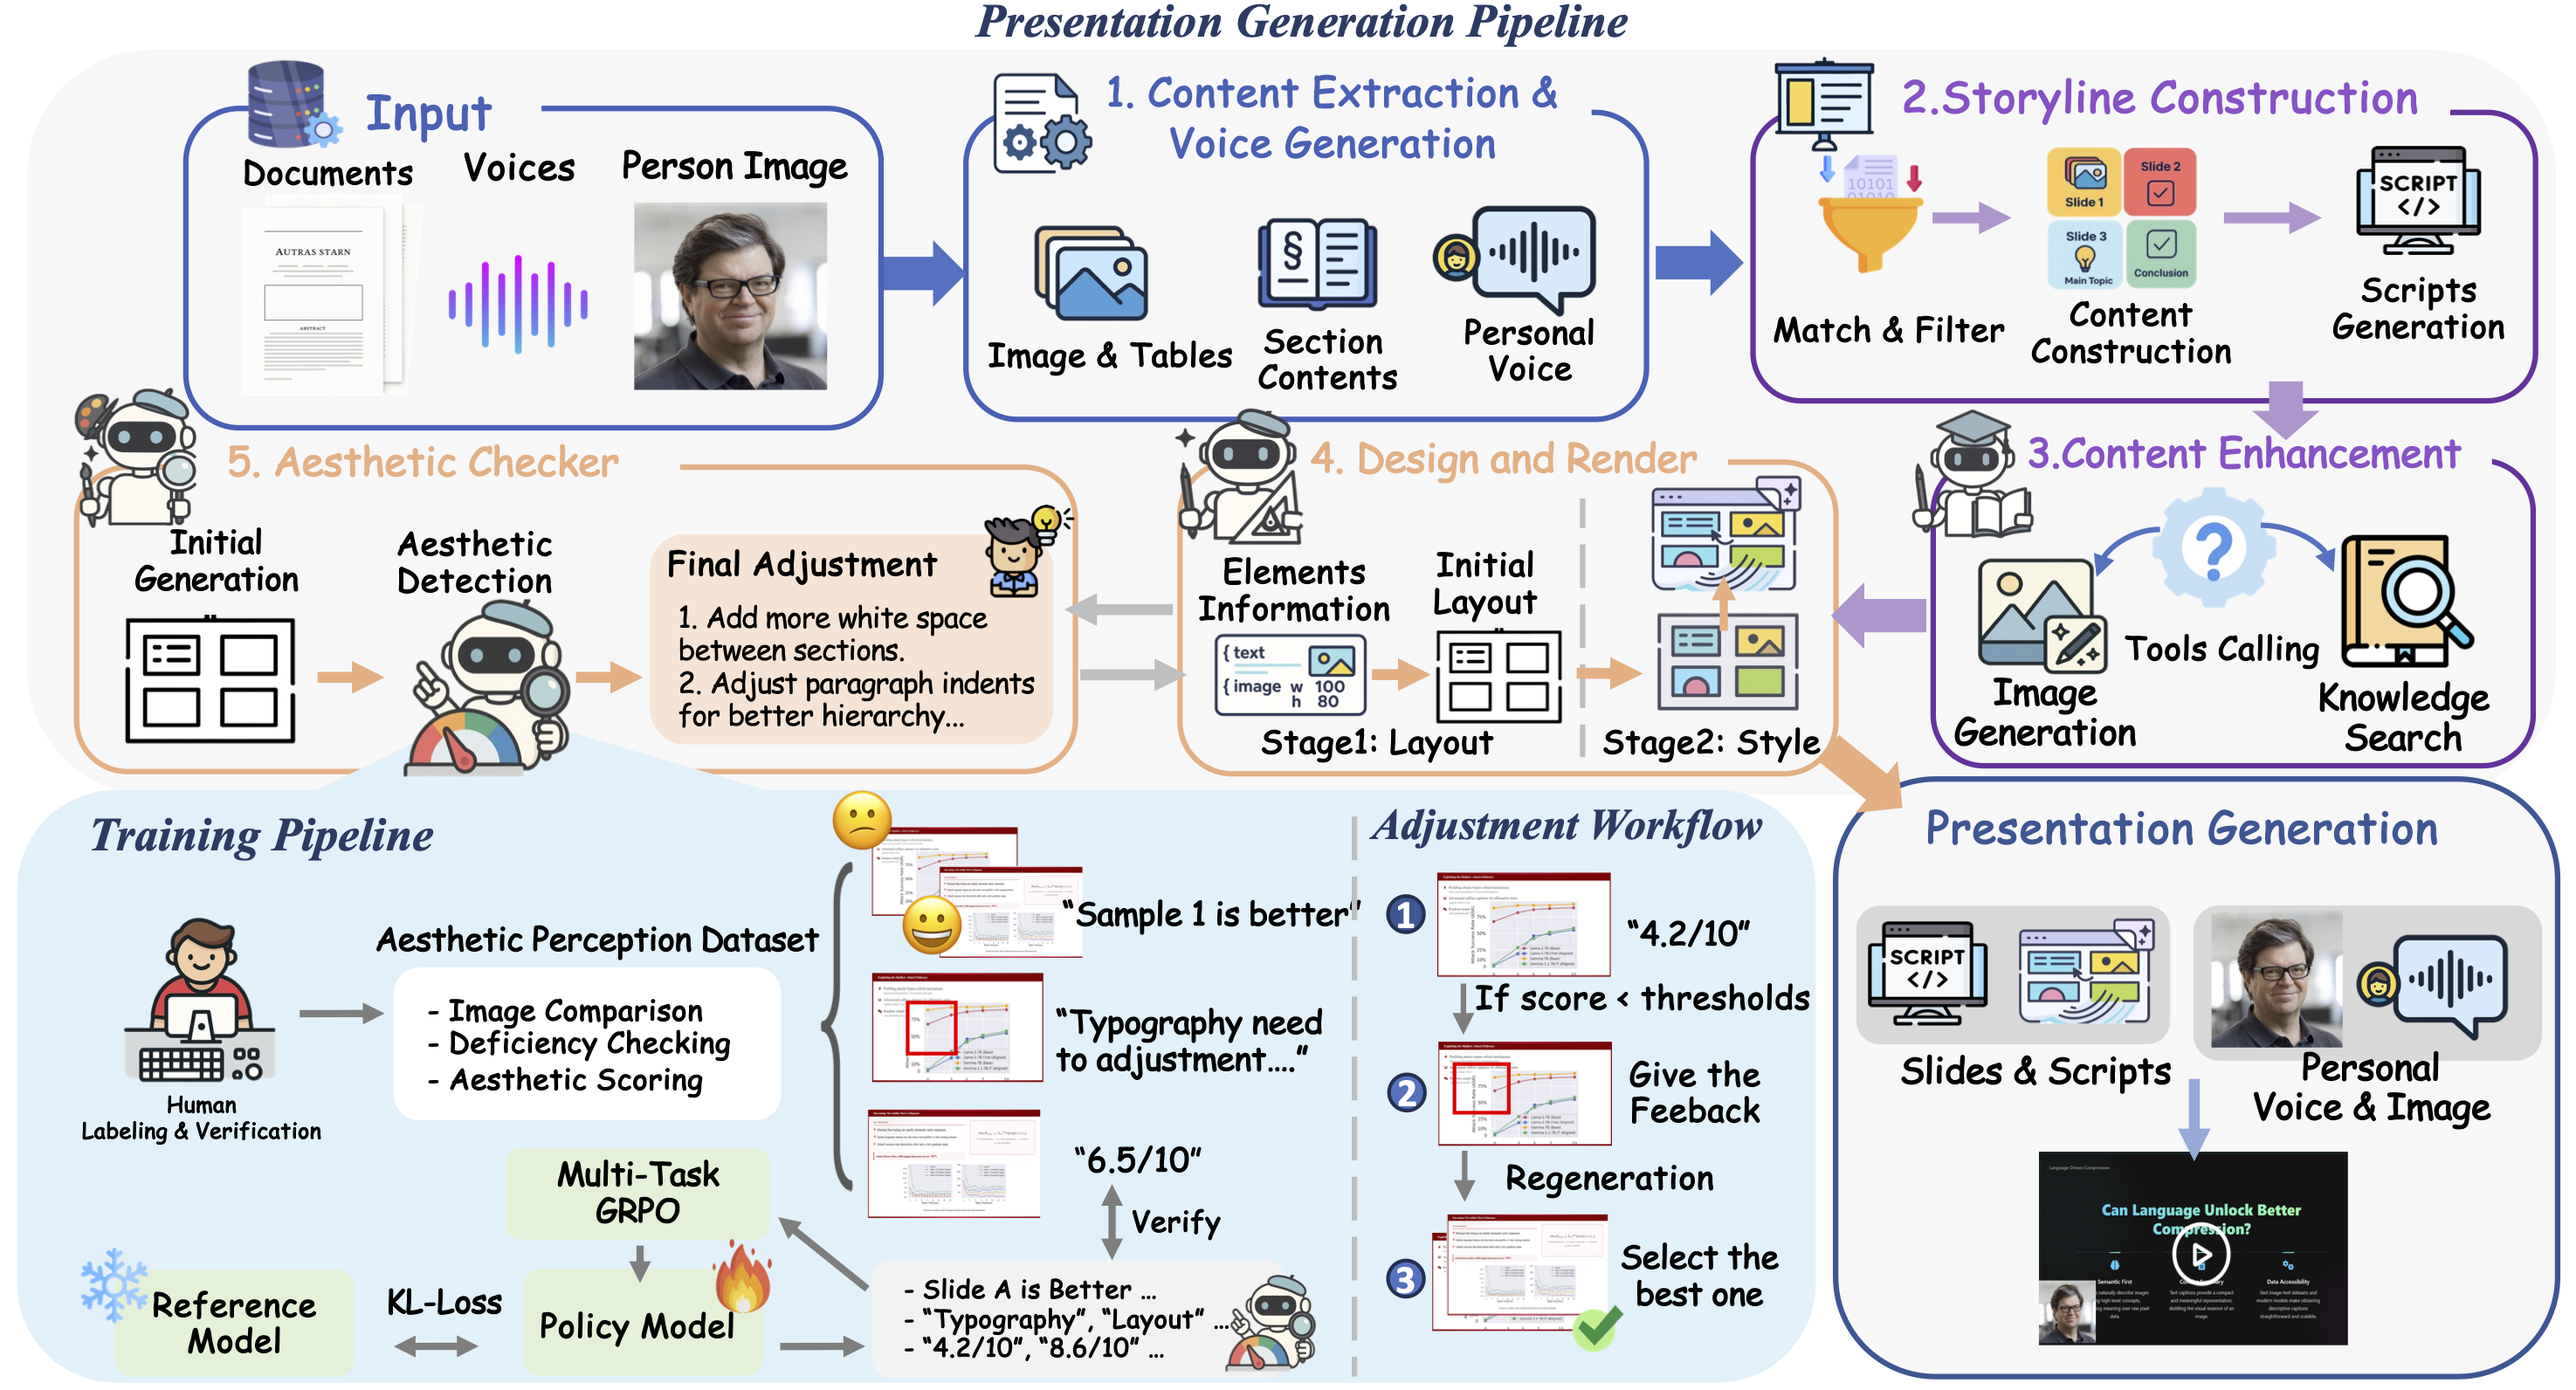 Presentation Generation Pipeline
Input
Documents
Voices
Person Image
AUTRAS STARN
ABSTRACT
1. Content Extraction &
Voice Generation
Image & Tables
Section
Contents
Personal
Voice
2.Storyline Construction
10101
01010
Match & Filter
Slide 1
Slide 2
Slide 3
Main Topic
Conclusion
Content
Construction
SCRIPT
</>
Scripts
Generation
3.Content Enhancement
Tools Calling
Image
Generation
Knowledge
Search
4. Design and Render
Elements
Information
{ text
{ image w 100
h 80
Initial
Layout
Stage1: Layout
Stage2: Style
5. Aesthetic Checker
Initial
Generation
Aesthetic
Detection
Final Adjustment
1. Add more white space
between sections.
2. Adjust paragraph indents
for better hierarchy...
Training Pipeline
Human
Labeling & Verification
Aesthetic Perception Dataset
- Image Comparison
- Deficiency Checking
- Aesthetic Scoring
“Sample 1 is better”
“Typography need
to adjustment....”
“6.5/10”
Verify
Multi-Task
GRPO
Reference
Model
KL-Loss
Policy Model
- Slide A is Better ...
- “Typography”, “Layout” ...
- “4.2/10”, “8.6/10” ...
Adjustment Workflow
1
“4.2/10”
If score < thresholds
2
Give the
Feeback
Regeneration
3
Select the
best one
Presentation Generation
SCRIPT
</>
Slides & Scripts
Personal
Voice & Image
Language Driven Compression
Can Language Unlock Better
Compression?
Semantic First
Data Accessibility